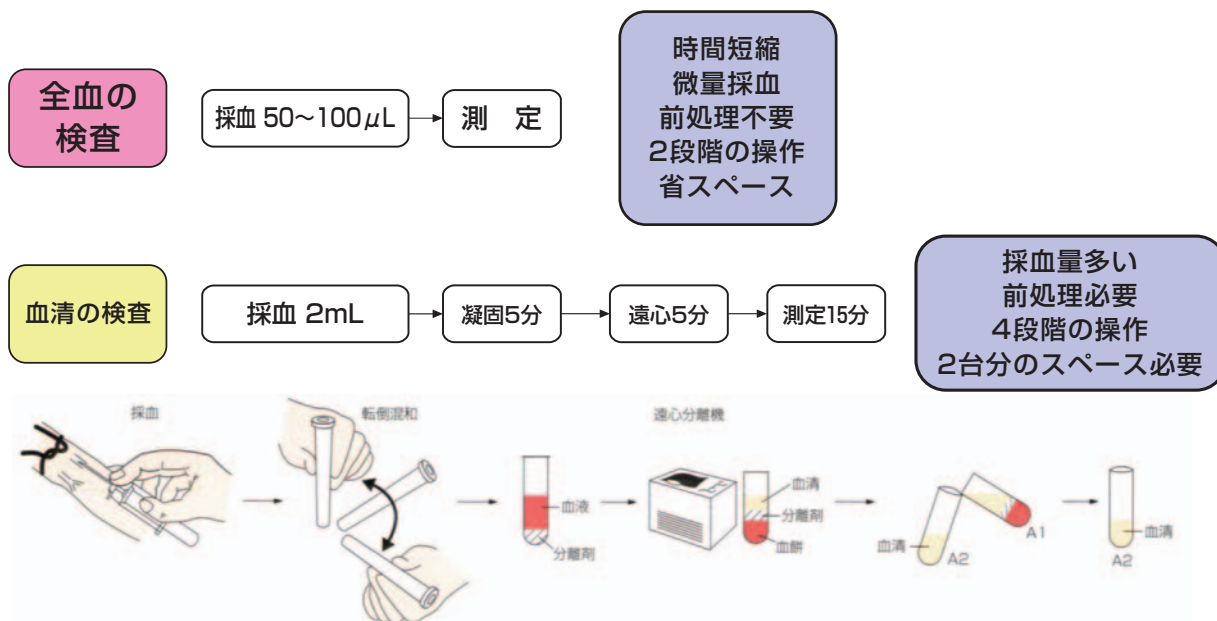 全血の
検査
採血 50〜100μL
測 定
時間短縮
微量採血
前処理不要
2段階の操作
省スペース
血清の検査
採血 2mL
凝固5分
遠心5分
測定15分
採血量多い
前処理必要
4段階の操作
2台分のスペース必要
採血
転倒混和
血液
分離剤
遠心分離機
血清
分離剤
血餅
血清
A2
A1
血清
A2